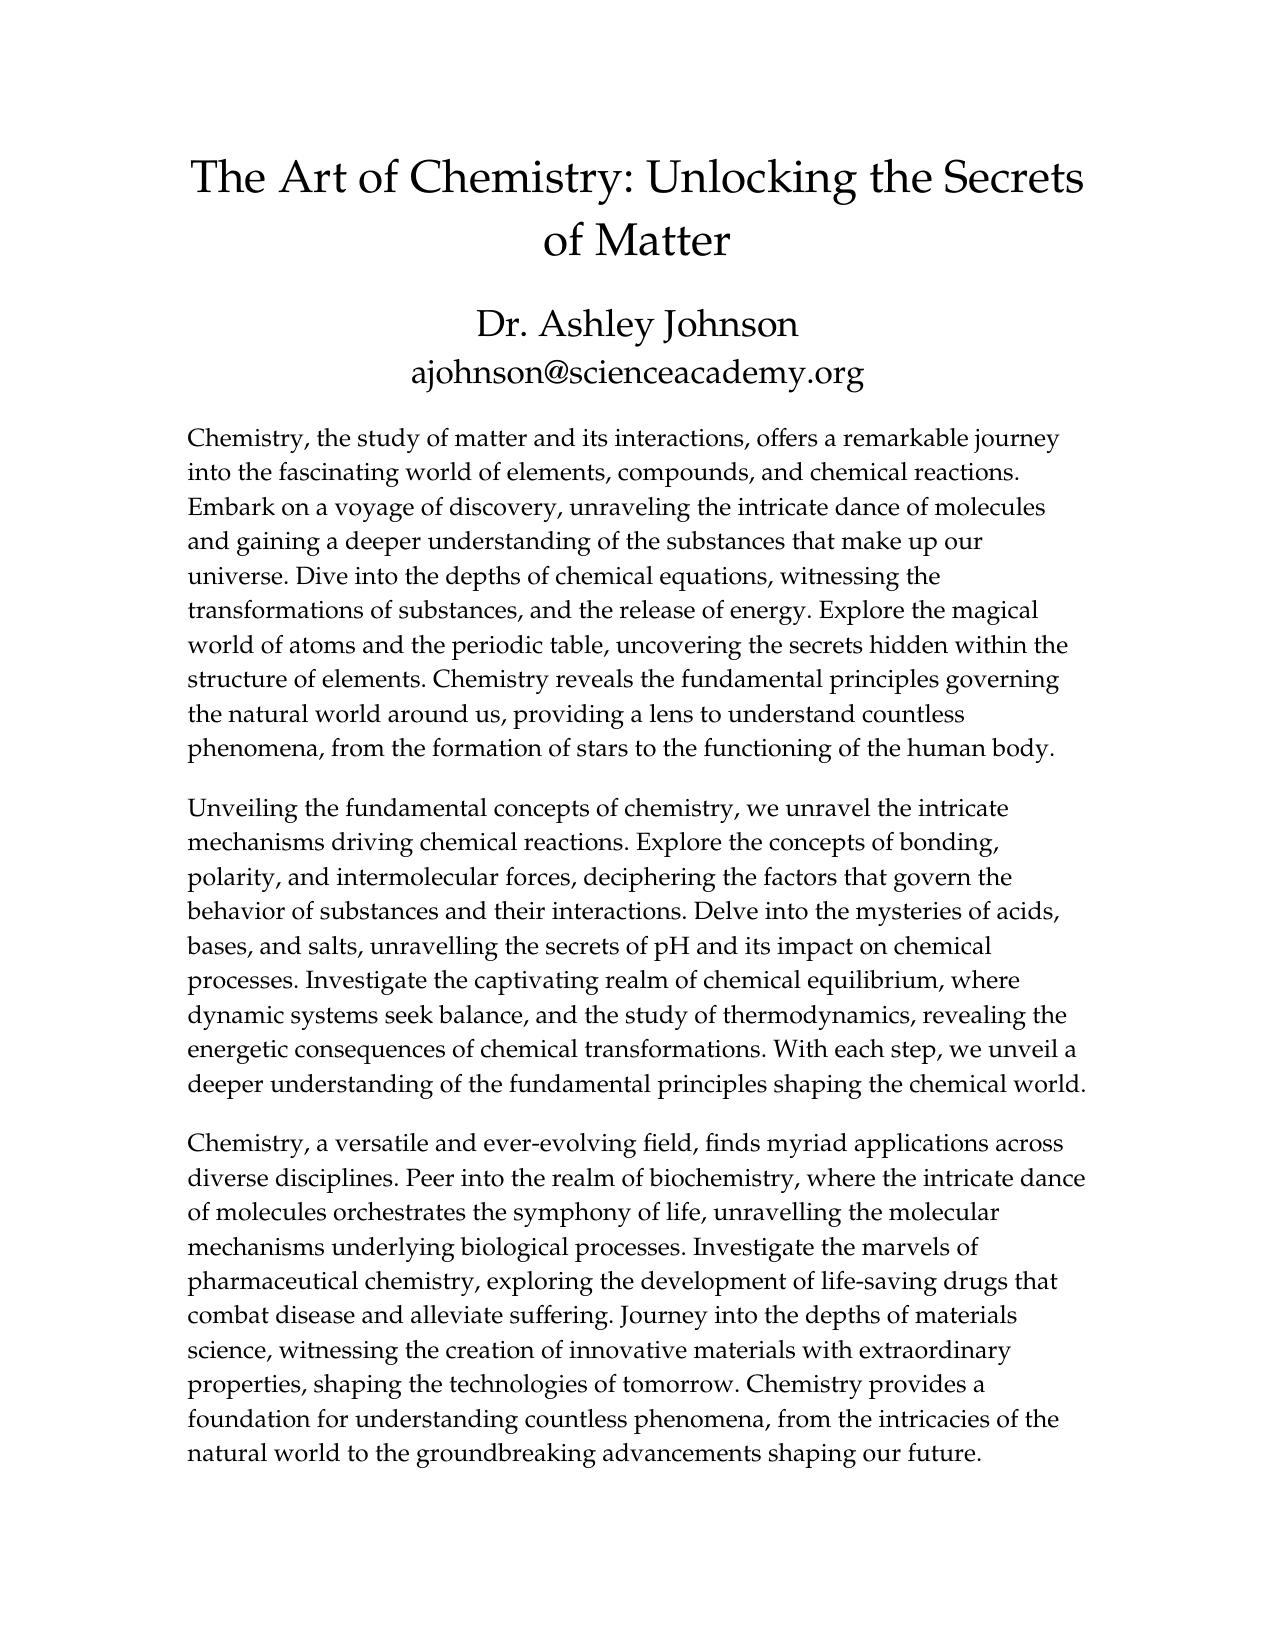 The Art of Chemistry: Unlocking the Secrets
of Matter
Dr. Ashley Johnson
ajohnson@scienceacademy.org
Chemistry, the study of matter and its interactions, offers a remarkable journey
into the fascinating world of elements, compounds, and chemical reactions.
Embark on a voyage of discovery, unraveling the intricate dance of molecules
and gaining a deeper understanding of the substances that make up our
universe. Dive into the depths of chemical equations, witnessing the
transformations of substances, and the release of energy. Explore the magical
world of atoms and the periodic table, uncovering the secrets hidden within the
structure of elements. Chemistry reveals the fundamental principles governing
the natural world around us, providing a lens to understand countless
phenomena, from the formation of stars to the functioning of the human body.
Unveiling the fundamental concepts of chemistry, we unravel the intricate
mechanisms driving chemical reactions. Explore the concepts of bonding,
polarity, and intermolecular forces, deciphering the factors that govern the
behavior of substances and their interactions. Delve into the mysteries of acids,
bases, and salts, unravelling the secrets of pH and its impact on chemical
processes. Investigate the captivating realm of chemical equilibrium, where
dynamic systems seek balance, and the study of thermodynamics, revealing the
energetic consequences of chemical transformations. With each step, we unveil a
deeper understanding of the fundamental principles shaping the chemical world.
Chemistry, a versatile and ever-evolving field, finds myriad applications across
diverse disciplines. Peer into the realm of biochemistry, where the intricate dance
of molecules orchestrates the symphony of life, unravelling the molecular
mechanisms underlying biological processes. Investigate the marvels of
pharmaceutical chemistry, exploring the development of life-saving drugs that
combat disease and alleviate suffering. Journey into the depths of materials
science, witnessing the creation of innovative materials with extraordinary
properties, shaping the technologies of tomorrow. Chemistry provides a
foundation for understanding countless phenomena, from the intricacies of the
natural world to the groundbreaking advancements shaping our future.